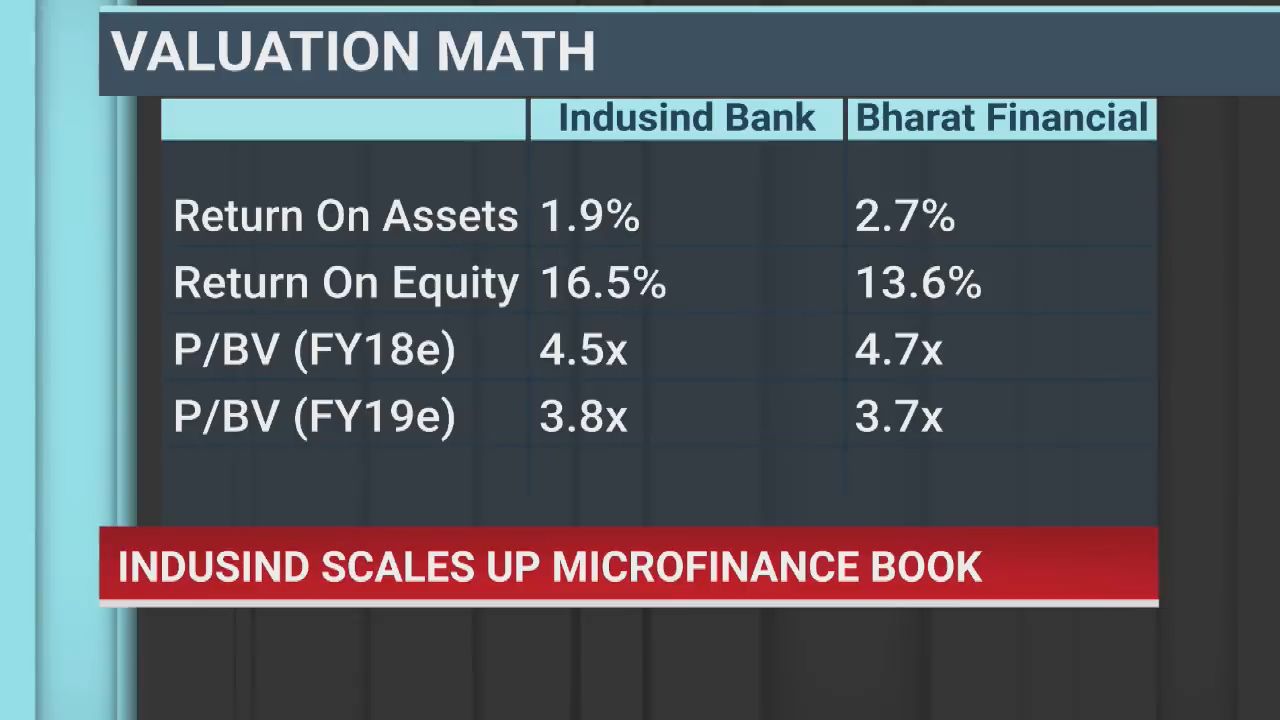 VALUATION MATH
Indusind Bank Bharat Financial
Return On Assets 1.9% 2.7%
Return On Equity 16.5% 13.6%
P/BV (FY18e) 4.5x 4.7x
P/BV (FY19e) 3.8x 3.7x
INDUSIND SCALES UP MICROFINANCE BOOK